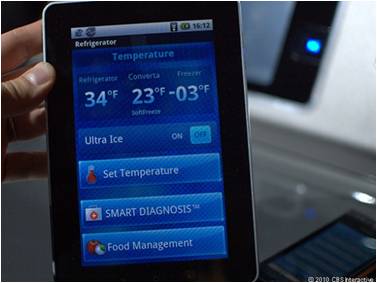 16:12
Refrigerator
Temperature
Refrigerator Converta Freezer
34°F 23°F -03°F
SoftFreeze
Ultra Ice ON OFF
Set Temperature
SMART DIAGNOSIS™
Food Management
© 2010 CBS Interactive